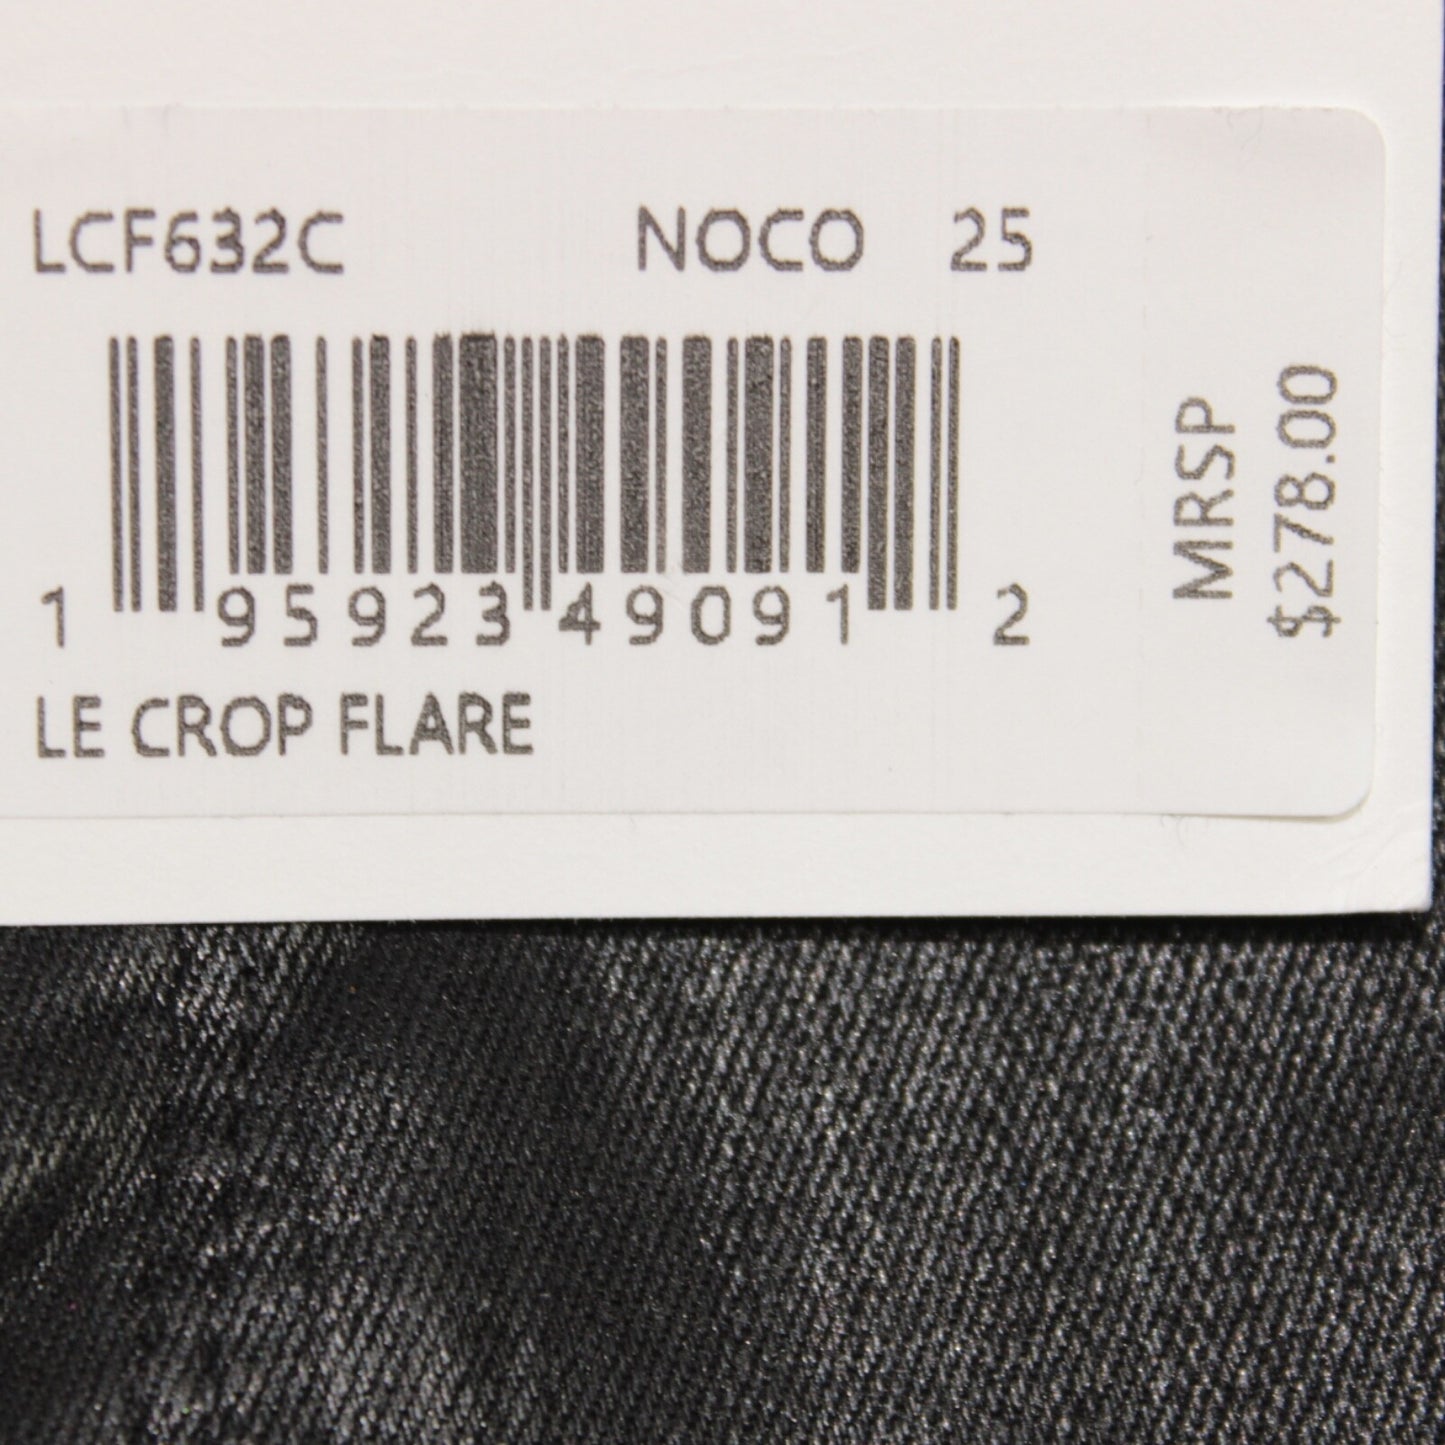 LCF632C NOCO 25
1 95923 49091 2
LE CROP FLARE
MRSP
$278.00